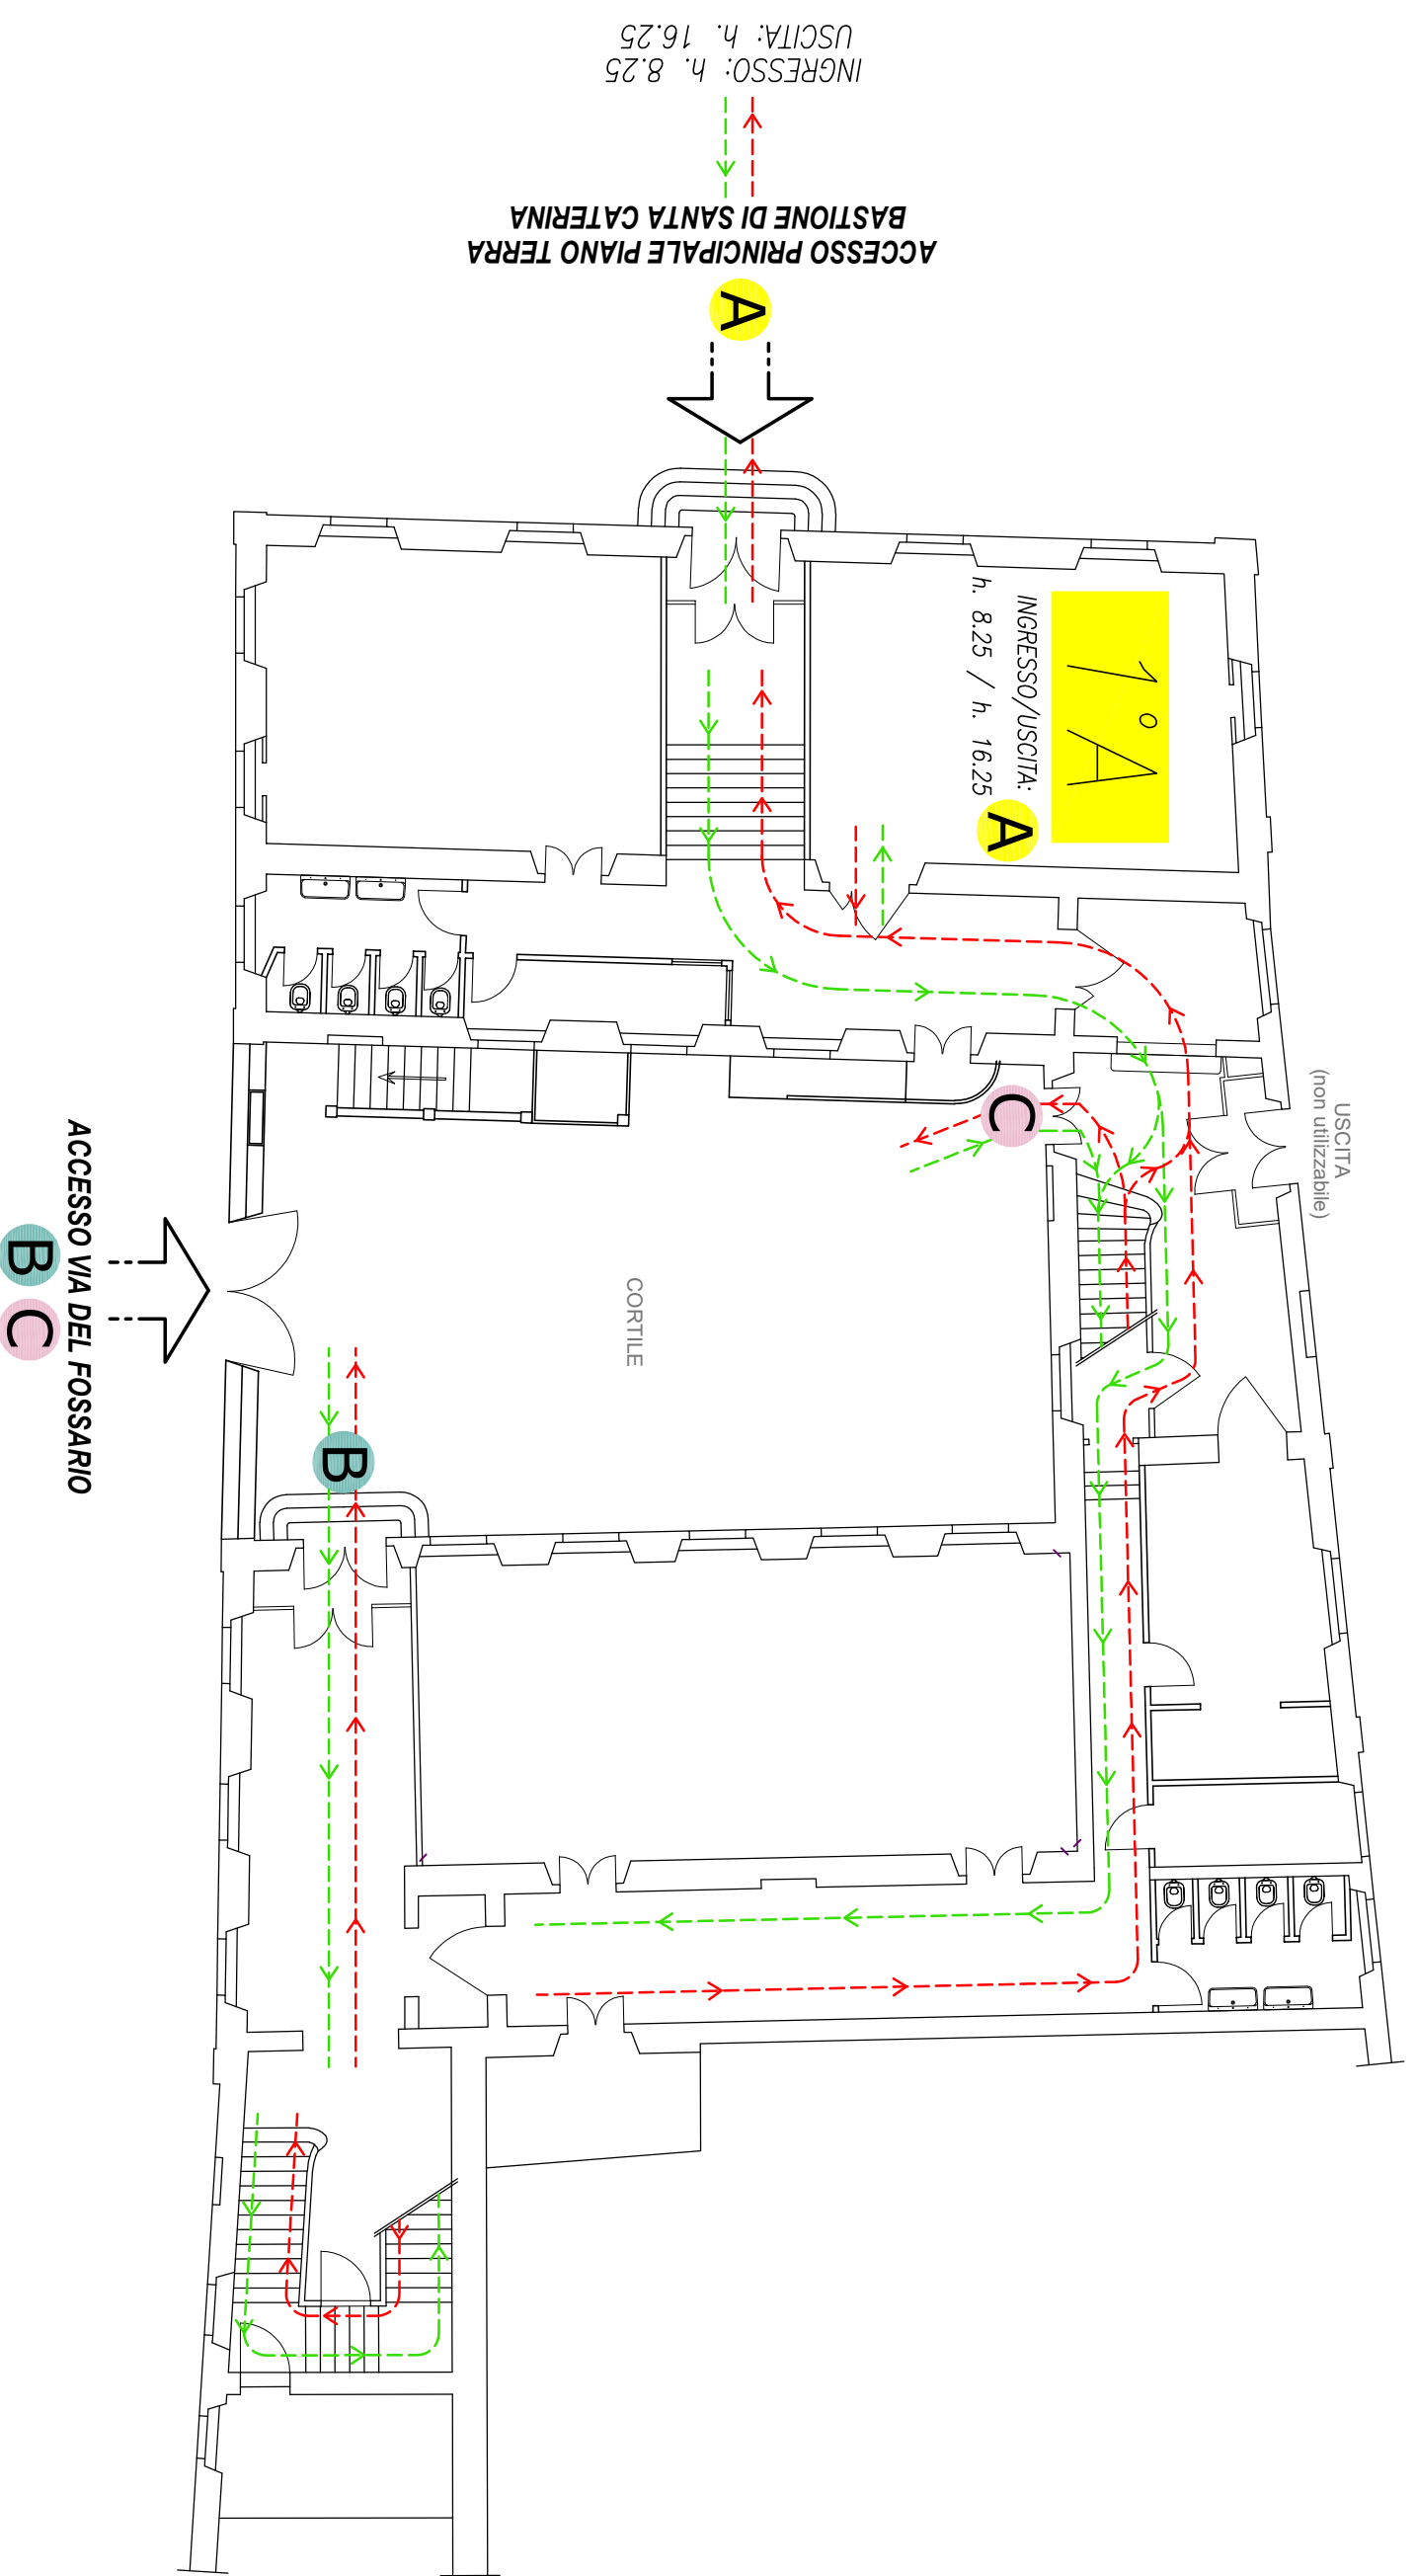 USCITA: h. 16.25
INGRESSO: h. 8.25
BASTIONE DI SANTA CATERINA
ACCESSO PRINCIPALE PIANO TERRA
A
1°A
INGRESSO/USCITA:
h. 8.25 / h. 16.25
A
USCITA
(non utilizzabile)
C
CORTILE
B
ACCESSO VIA DEL FOSSARIO
B C